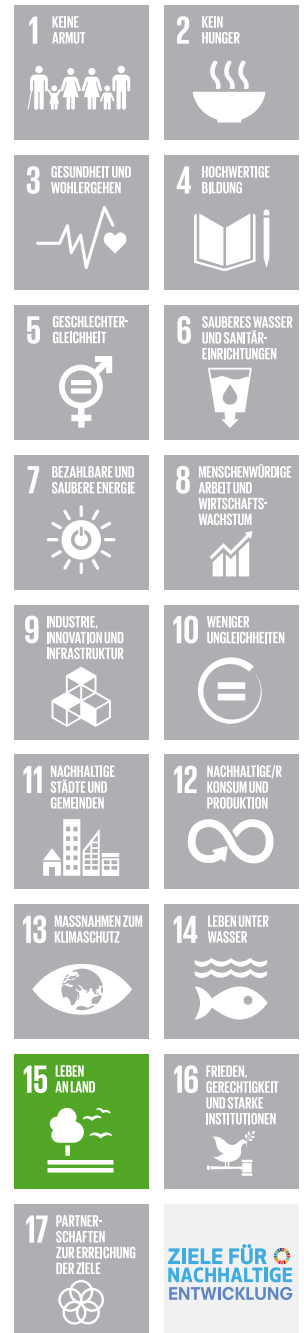 1 KEINE
ARMUT
2 KEIN
HUNGER
3 GESUNDHEIT UND
WOHLERGEHEN
4 HOCHWERTIGE
BILDUNG
5 GESCHLECHTER-
GLEICHHEIT
6 SAUBERES WASSER
UND SANITÄR-
EINRICHTUNGEN
7 BEZAHLBARE UND
SAUBERE ENERGIE
8 MENSCHENWÜRDIGE
ARBEIT UND
WIRTSCHAFTS-
WACHSTUM
9 INDUSTRIE,
INNOVATION UND
INFRASTRUKTUR
10 WENIGER
UNGLEICHHEITEN
11 NACHHALTIGE
STÄDTE UND
GEMEINDEN
12 NACHHALTIGE/R
KONSUM UND
PRODUKTION
13 MASSNAHMEN ZUM
KLIMASCHUTZ
14 LEBEN UNTER
WASSER
15 LEBEN
AN LAND
16 FRIEDEN,
GERECHTIGKEIT
UND STARKE
INSTITUTIONEN
17 PARTNER-
SCHAFTEN
ZUR ERREICHUNG
DER ZIELE
ZIELE FÜR
NACHHALTIGE
ENTWICKLUNG